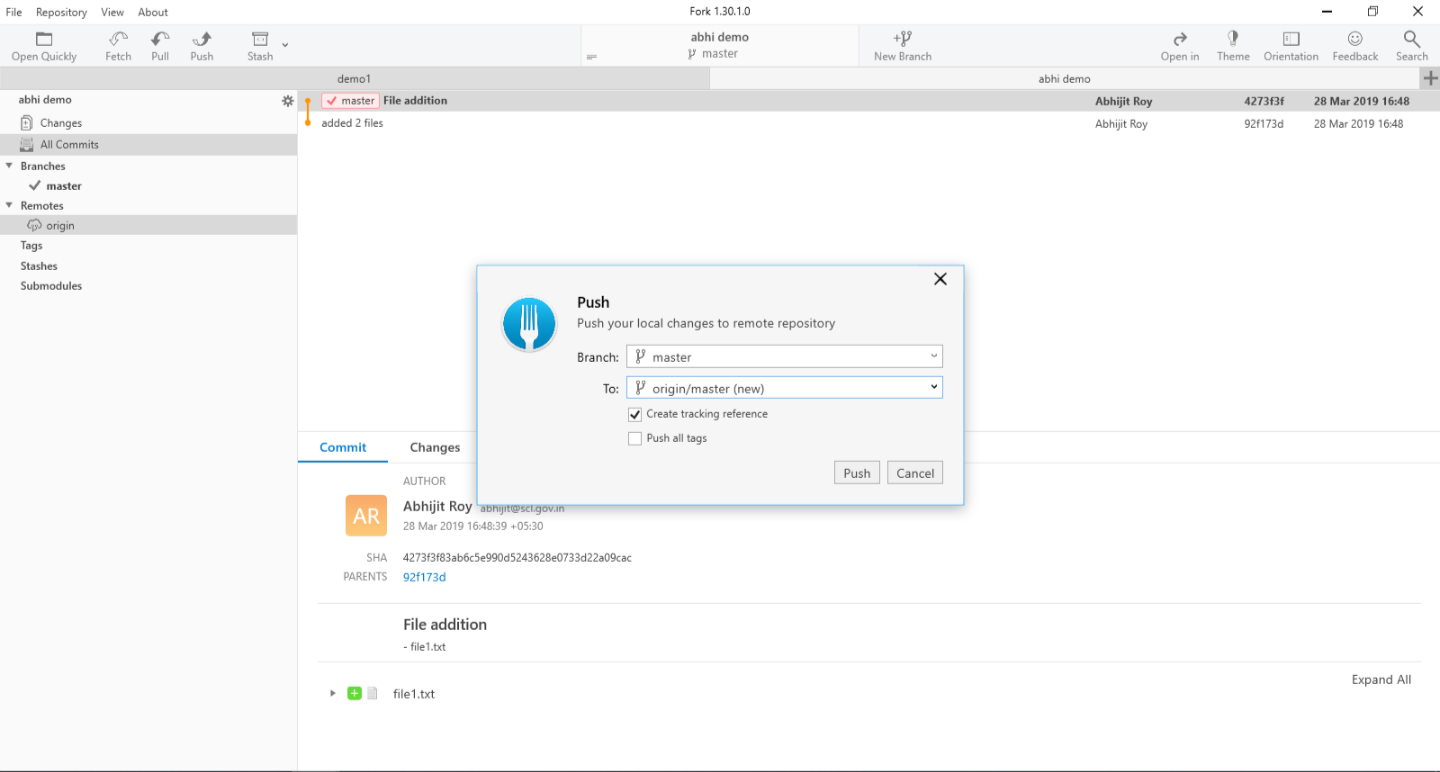 File Repository View About
Fork 1.30.1.0
Open Quickly Fetch Pull Push Stash
abhi demo
master
New Branch Open in Theme Orientation Feedback Search
demo1 abhi demo
abhi demo
Changes
All Commits
Branches
master
Remotes
origin
Tags
Stashes
Submodules
master File addition Abhijit Roy 4273f3f 28 Mar 2019 16:48
added 2 files Abhijit Roy 92f173d 28 Mar 2019 16:48
Push
Push your local changes to remote repository
Branch: master
To: origin/master (new)
Create tracking reference
Push all tags
Push Cancel
Commit Changes
AUTHOR
AR
Abhijit Roy abhijit@scl.gov.in
28 Mar 2019 16:48:39 +05:30
SHA 4273f3f83ab6c5e990d5243628e0733d22a09cac
PARENTS 92f173d
File addition
- file1.txt
Expand All
file1.txt